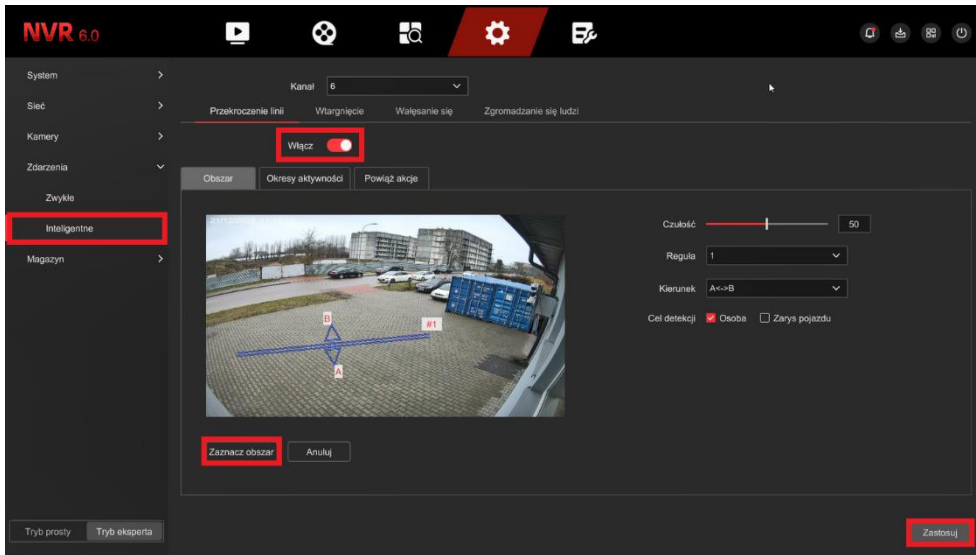 NVR 6.0
System
Sieć
Kamery
Zdarzenia
Zwykłe
Inteligentne
Magazyn
Tryb prosty Tryb eksperta
Kanał 6
Przekroczenie linii Wtargnięcie Wałęsanie się Zgromadzanie się ludzi
Włącz
Obszar Okresy aktywności Powiąż akcje
B
#1
A
Zaznacz obszar Anuluj
Czułość 50
Reguła 1
Kierunek A<->B
Cel detekcji Osoba Zarys pojazdu
Zastosuj